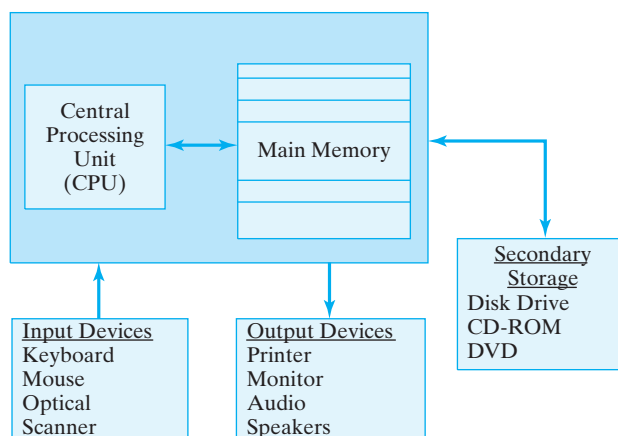 Central
Processing
Unit
(CPU)
Main Memory
Secondary
Storage
Disk Drive
CD-ROM
DVD
Input Devices
Keyboard
Mouse
Optical
Scanner
Output Devices
Printer
Monitor
Audio
Speakers